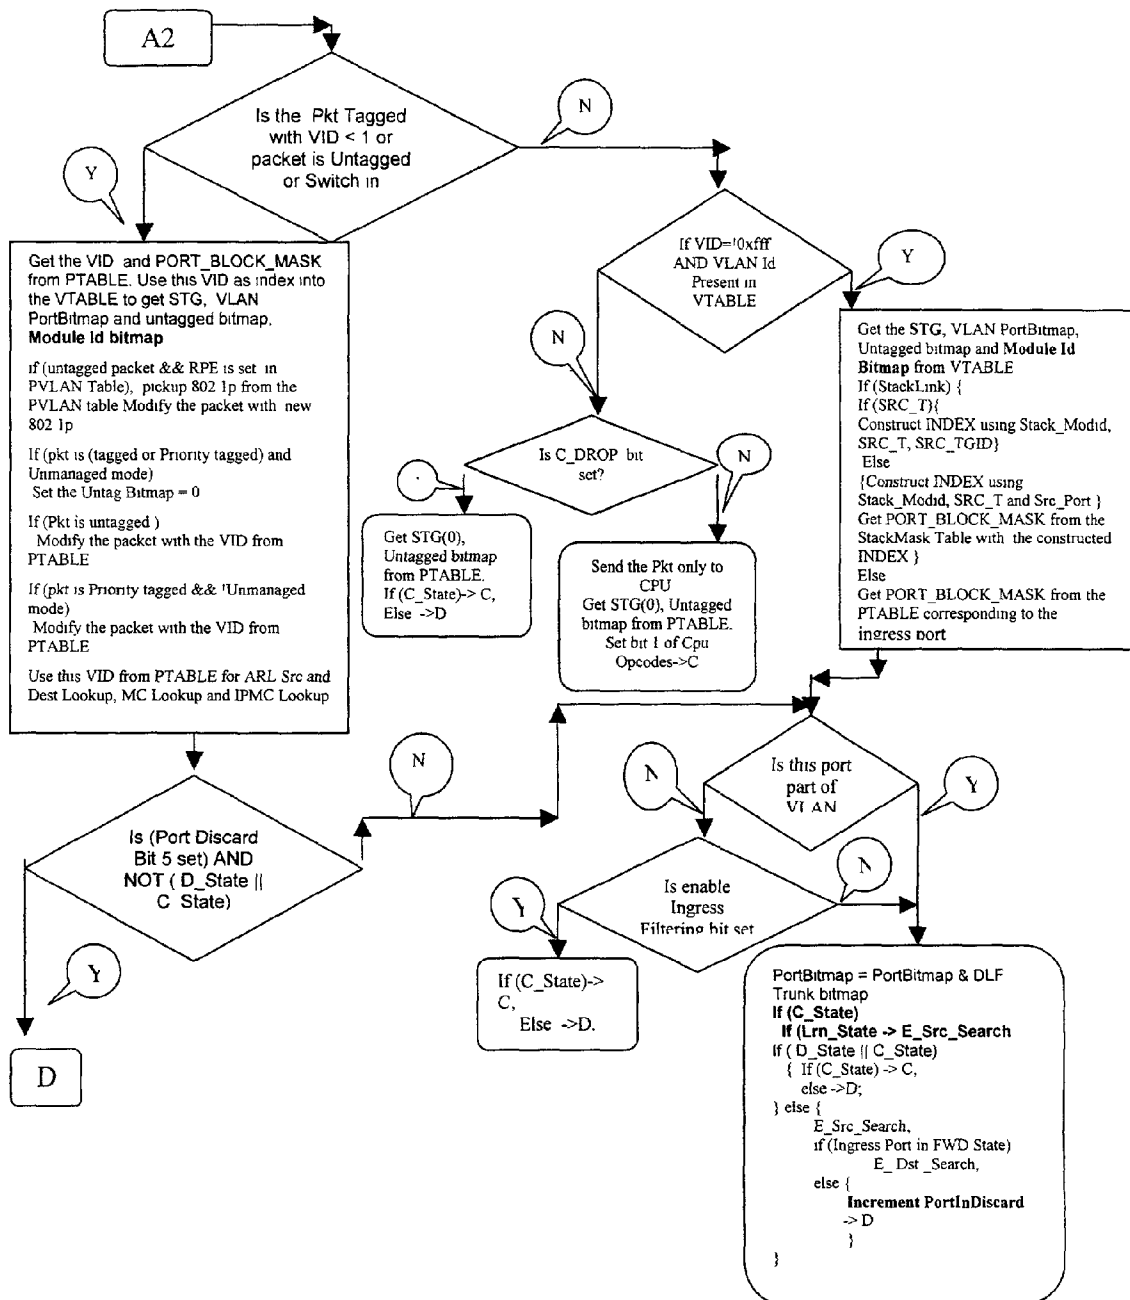 A2
Is the Pkt Tagged
with VID < 1 or
packet is Untagged
or Switch in
N
Y
Get the VID and PORT_BLOCK_MASK
from PTABLE. Use this VID as index into
the VTABLE to get STG, VLAN
PortBitmap and untagged bitmap,
Module Id bitmap
if (untagged packet && RPE is set in
PVLAN Table), pickup 802 1p from the
PVLAN table Modify the packet with new
802 1p
If (pkt is (tagged or Priority tagged) and
Unmanaged mode)
Set the Untag Bitmap = 0
If (Pkt is untagged )
Modify the packet with the VID from
PTABLE
If (pkt is Priority tagged && !Unmanaged
mode)
Modify the packet with the VID from
PTABLE
Use this VID from PTABLE for ARL Src and
Dest Lookup, MC Lookup and IPMC Lookup
If VID=!0xfff
AND VLAN Id
Present in
VTABLE
Y
N
Get the STG, VLAN PortBitmap,
Untagged bitmap and Module Id
Bitmap from VTABLE
If (StackLink) {
If (SRC_T){
Construct INDEX using Stack_Modid,
SRC_T, SRC_TGID}
Else
{Construct INDEX using
Stack_Modid, SRC_T and Src_Port }
Get PORT_BLOCK_MASK from the
StackMask Table with the constructed
INDEX }
Else
Get PORT_BLOCK_MASK from the
PTABLE corresponding to the
ingress port
Is C_DROP bit
set?
N
Get STG(0),
Untagged bitmap
from PTABLE.
If (C_State)-> C,
Else ->D
Send the Pkt only to
CPU
Get STG(0), Untagged
bitmap from PTABLE.
Set bit 1 of Cpu
Opcodes->C
Is (Port Discard
Bit 5 set) AND
NOT ( D_State ||
C State)
N
Y
D
Is this port
part of
VLAN
N
Y
Is enable
Ingress
Filtering bit set
N
Y
If (C_State)->
C,
Else ->D.
PortBitmap = PortBitmap & DLF
Trunk bitmap
If (C_State)
If (Lrn_State -> E_Src_Search
If ( D_State || C_State)
{ If (C_State) -> C,
else ->D;
} else {
E_Src_Search,
if (Ingress Port in FWD State)
E_ Dst _Search,
else {
Increment PortInDiscard
-> D
}
}